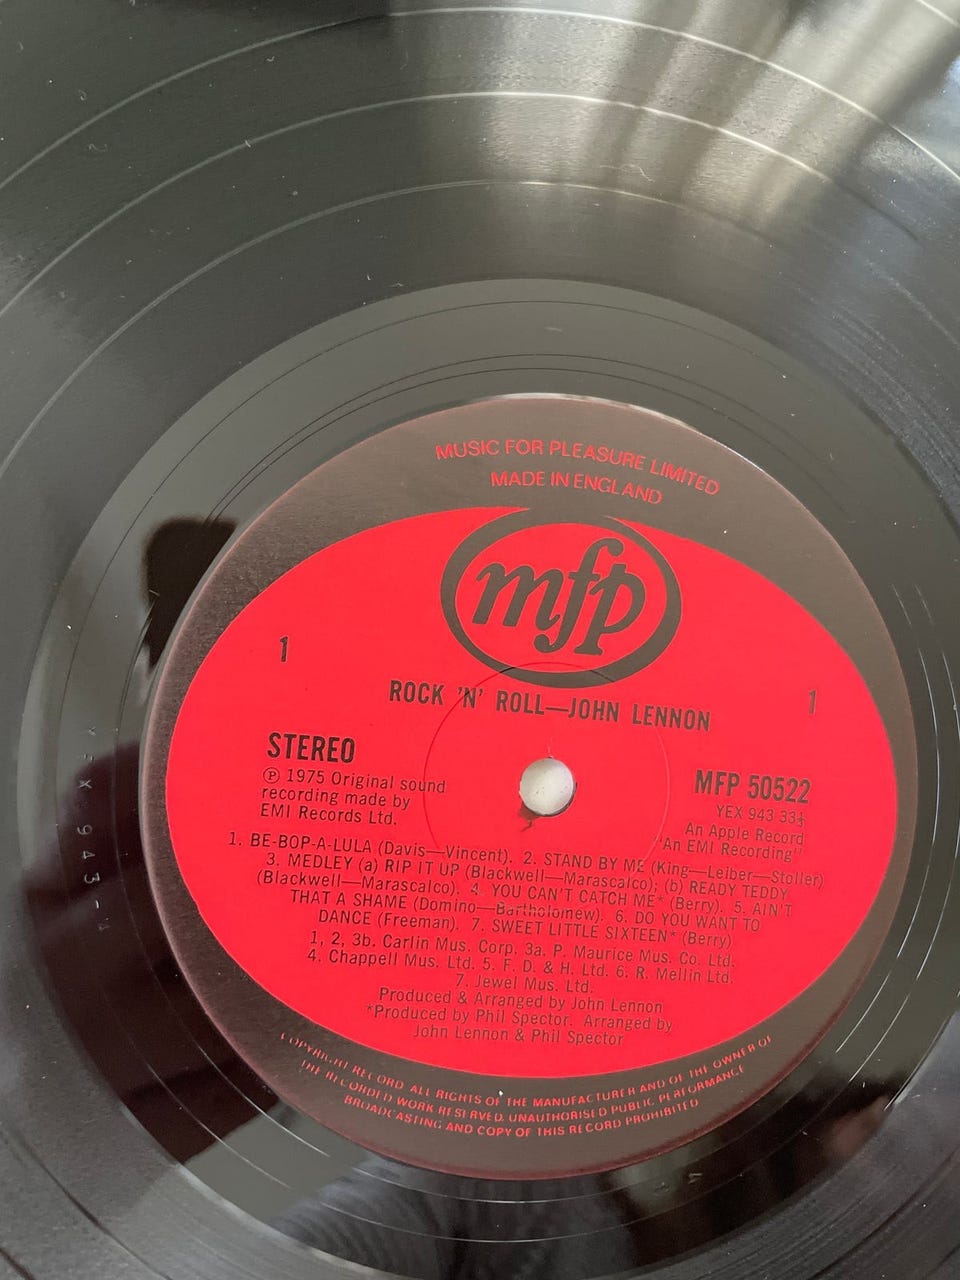 MUSIC FOR PLEASURE LIMITED
MADE IN ENGLAND
mfp
1
1
ROCK 'N' ROLL—JOHN LENNON
STEREO
Ⓟ 1975 Original sound
recording made by
EMI Records Ltd.
MFP 50522
YEX 943 33⅓
An Apple Record
'An EMI Recording'
1. BE-BOP-A-LULA (Davis—Vincent). 2. STAND BY ME (King—Leiber—Stoller)
3. MEDLEY (a) RIP IT UP (Blackwell—Marascalco); (b) READY TEDDY
(Blackwell—Marascalco). 4. YOU CAN'T CATCH ME* (Berry). 5. AIN'T
THAT A SHAME (Domino—Bartholomew). 6. DO YOU WANT TO
DANCE (Freeman). 7. SWEET LITTLE SIXTEEN* (Berry)
1, 2, 3b. Carlin Mus. Corp. 3a. P. Maurice Mus. Co. Ltd.
4. Chappell Mus. Ltd. 5. F. D. & H. Ltd. 6. R. Mellin Ltd.
7. Jewel Mus. Ltd.
Produced & Arranged by John Lennon
*Produced by Phil Spector. Arranged by
John Lennon & Phil Spector
COPYRIGHT RECORD ALL RIGHTS OF THE MANUFACTURER AND OF THE OWNER OF
THE RECORDED WORK RESERVED. UNAUTHORISED PUBLIC PERFORMANCE
BROADCASTING AND COPY OF THIS RECORD PROHIBITED
YEX 943-1